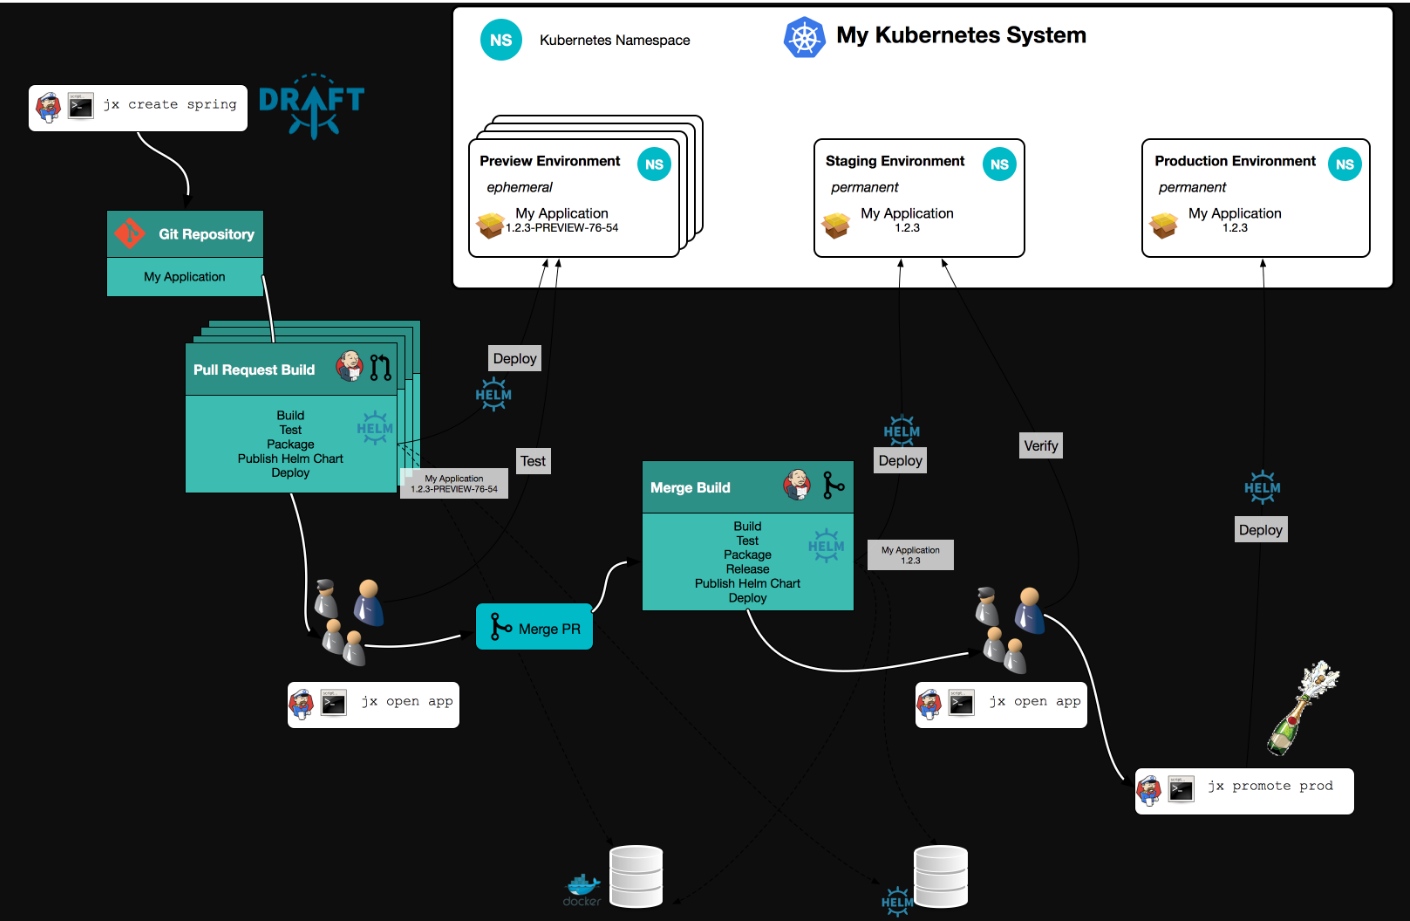 NS
Kubernetes Namespace
My Kubernetes System
jx create spring
DRAFT
Preview Environment
NS
ephemeral
My Application
1.2.3-PREVIEW-76-54
Staging Environment
NS
permanent
My Application
1.2.3
Production Environment
NS
permanent
My Application
1.2.3
Git Repository
My Application
Pull Request Build
Build
Test
Package
Publish Helm Chart
Deploy
HELM
Deploy
HELM
My Application
1.2.3-PREVIEW-76-54
Test
Merge PR
jx open app
Merge Build
Build
Test
Package
Release
Publish Helm Chart
Deploy
HELM
HELM
Deploy
My Application
1.2.3
Verify
jx open app
HELM
Deploy
jx promote prod
docker
HELM